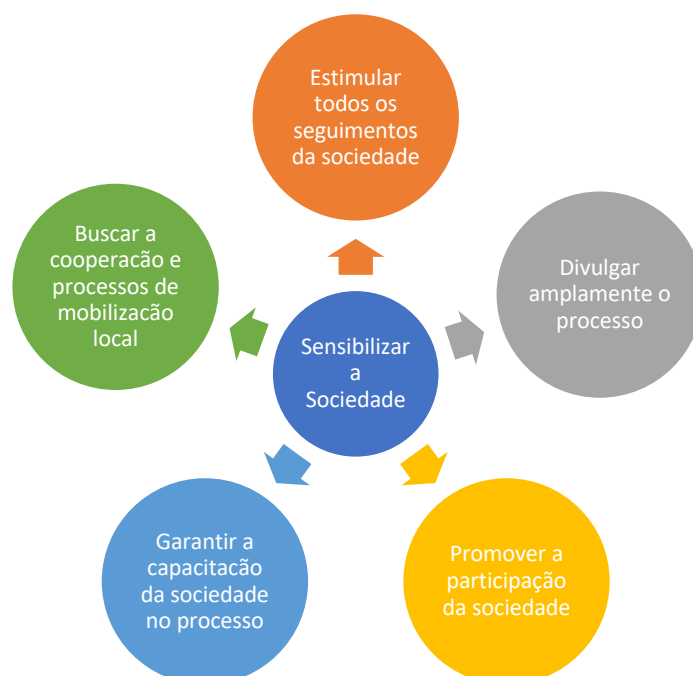 Estimular
todos os
seguimentos
da sociedade
Divulgar
amplamente o
processo
Promover a
participação
da sociedade
Garantir a
capacitacão
da sociedade
no processo
Buscar a
cooperacão e
processos de
mobilizacão
local
Sensibilizar
a
Sociedade